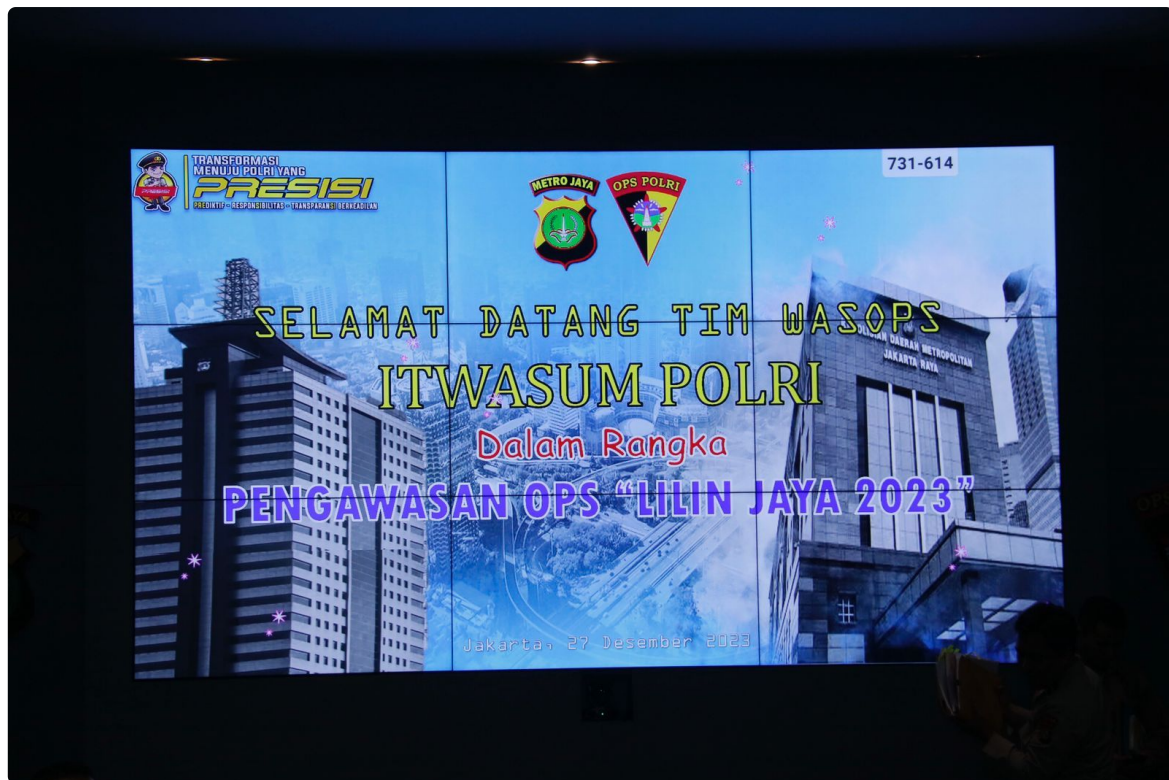 TRANSFORMASI
MENUJU POLRI YANG
PRESISI
PREDIKTIF - RESPONSIBILITAS - TRANSPARANSI BERKEADILAN
PRESISI
METRO JAYA
OPS POLRI
731-614
SELAMAT DATANG TIM WASOPS
ITWASUM POLRI
Dalam Rangka
PENGAWASAN OPS "LILIN JAYA 2023"
DAERAH METROPOLITAN
JAKARTA RAYA
Jakarta, 27 Desember 2023